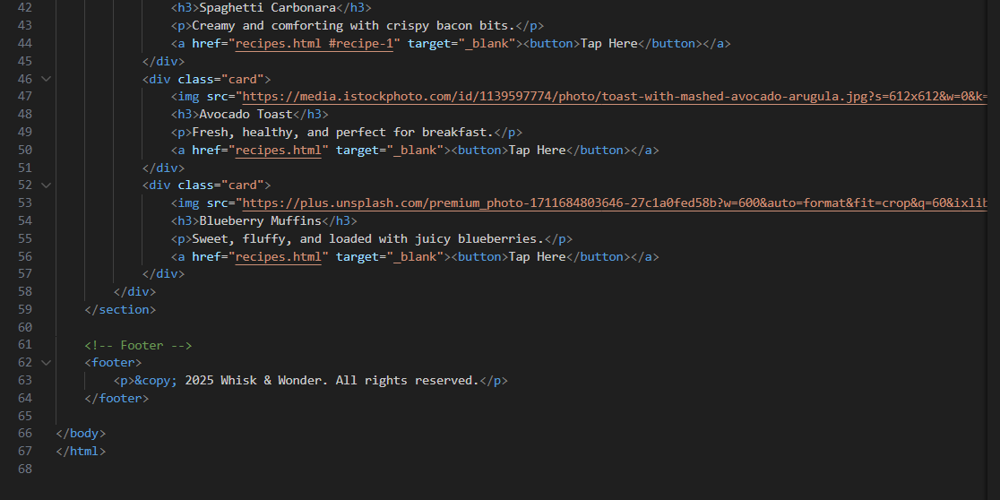 42 <h3>Spaghetti Carbonara</h3>
43 <p>Creamy and comforting with crispy bacon bits.</p>
44 <a href="recipes.html #recipe-1" target="_blank"><button>Tap Here</button></a>
45 </div>
46 <div class="card">
47 <img src="https://media.istockphoto.com/id/1139597774/photo/toast-with-mashed-avocado-arugula.jpg?s=612x612&w=0&k=
48 <h3>Avocado Toast</h3>
49 <p>Fresh, healthy, and perfect for breakfast.</p>
50 <a href="recipes.html" target="_blank"><button>Tap Here</button></a>
51 </div>
52 <div class="card">
53 <img src="https://plus.unsplash.com/premium_photo-1711684803646-27c1a0fed58b?w=600&auto=format&fit=crop&q=60&ixlib
54 <h3>Blueberry Muffins</h3>
55 <p>Sweet, fluffy, and loaded with juicy blueberries.</p>
56 <a href="recipes.html" target="_blank"><button>Tap Here</button></a>
57 </div>
58 </div>
59 </section>
60
61 <!-- Footer -->
62 <footer>
63 <p>&copy; 2025 Whisk & Wonder. All rights reserved.</p>
64 </footer>
65
66 </body>
67 </html>
68